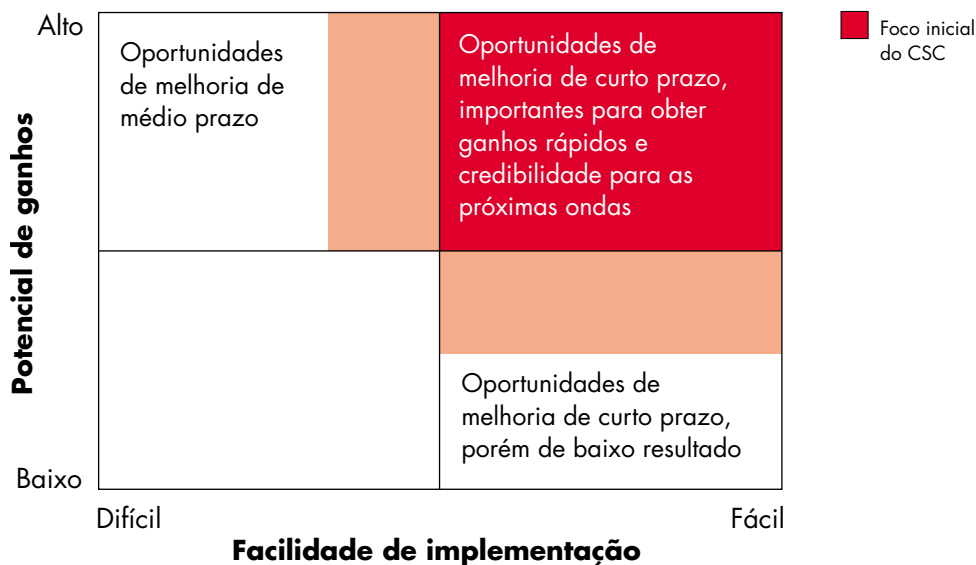 Alto
Oportunidades
de melhoria de
médio prazo
Oportunidades de
melhoria de curto prazo,
importantes para obter
ganhos rápidos e
credibilidade para as
próximas ondas
Foco inicial
do CSC
Potencial de ganhos
Oportunidades de
melhoria de curto prazo,
porém de baixo resultado
Baixo
Difícil
Fácil
Facilidade de implementação